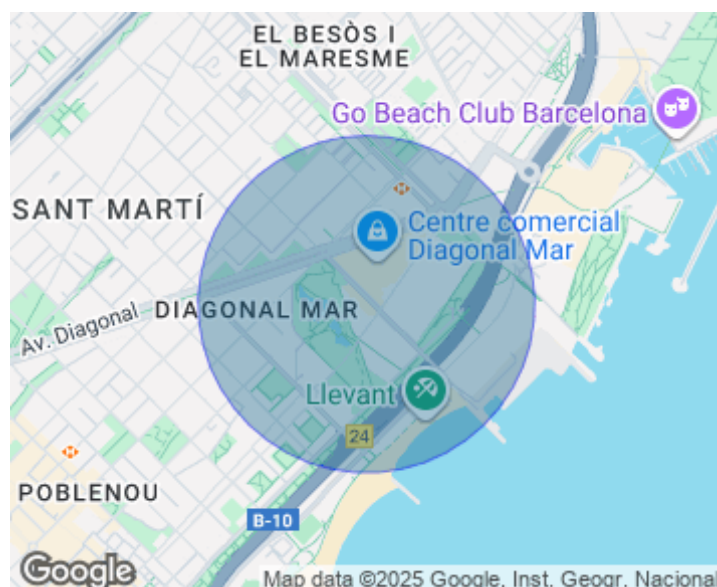 EL BESÒS I
EL MARESME
Go Beach Club Barcelona
SANT MARTÍ
Centre comercial
Diagonal Mar
DIAGONAL MAR
Av. Diagonal
Llevant
24
POBLENOU
B-10
Google
Map data ©2025 Google, Inst. Geogr. Nacional